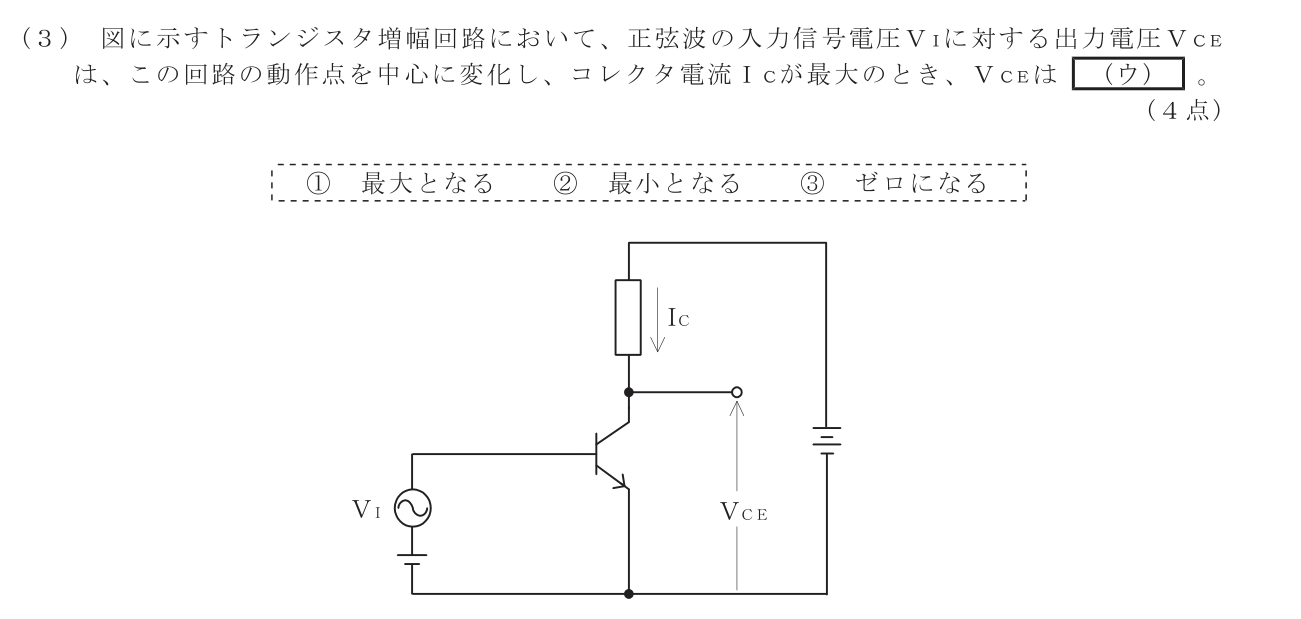 (３) 図に示すトランジスタ増幅回路において、正弦波の入力信号電圧ＶIに対する出力電圧ＶCE
は、この回路の動作点を中心に変化し、コレクタ電流ＩCが最大のとき、ＶCEは (ウ) 。
(４点)
① 最大となる ② 最小となる ③ ゼロになる
IC
VI
VCE